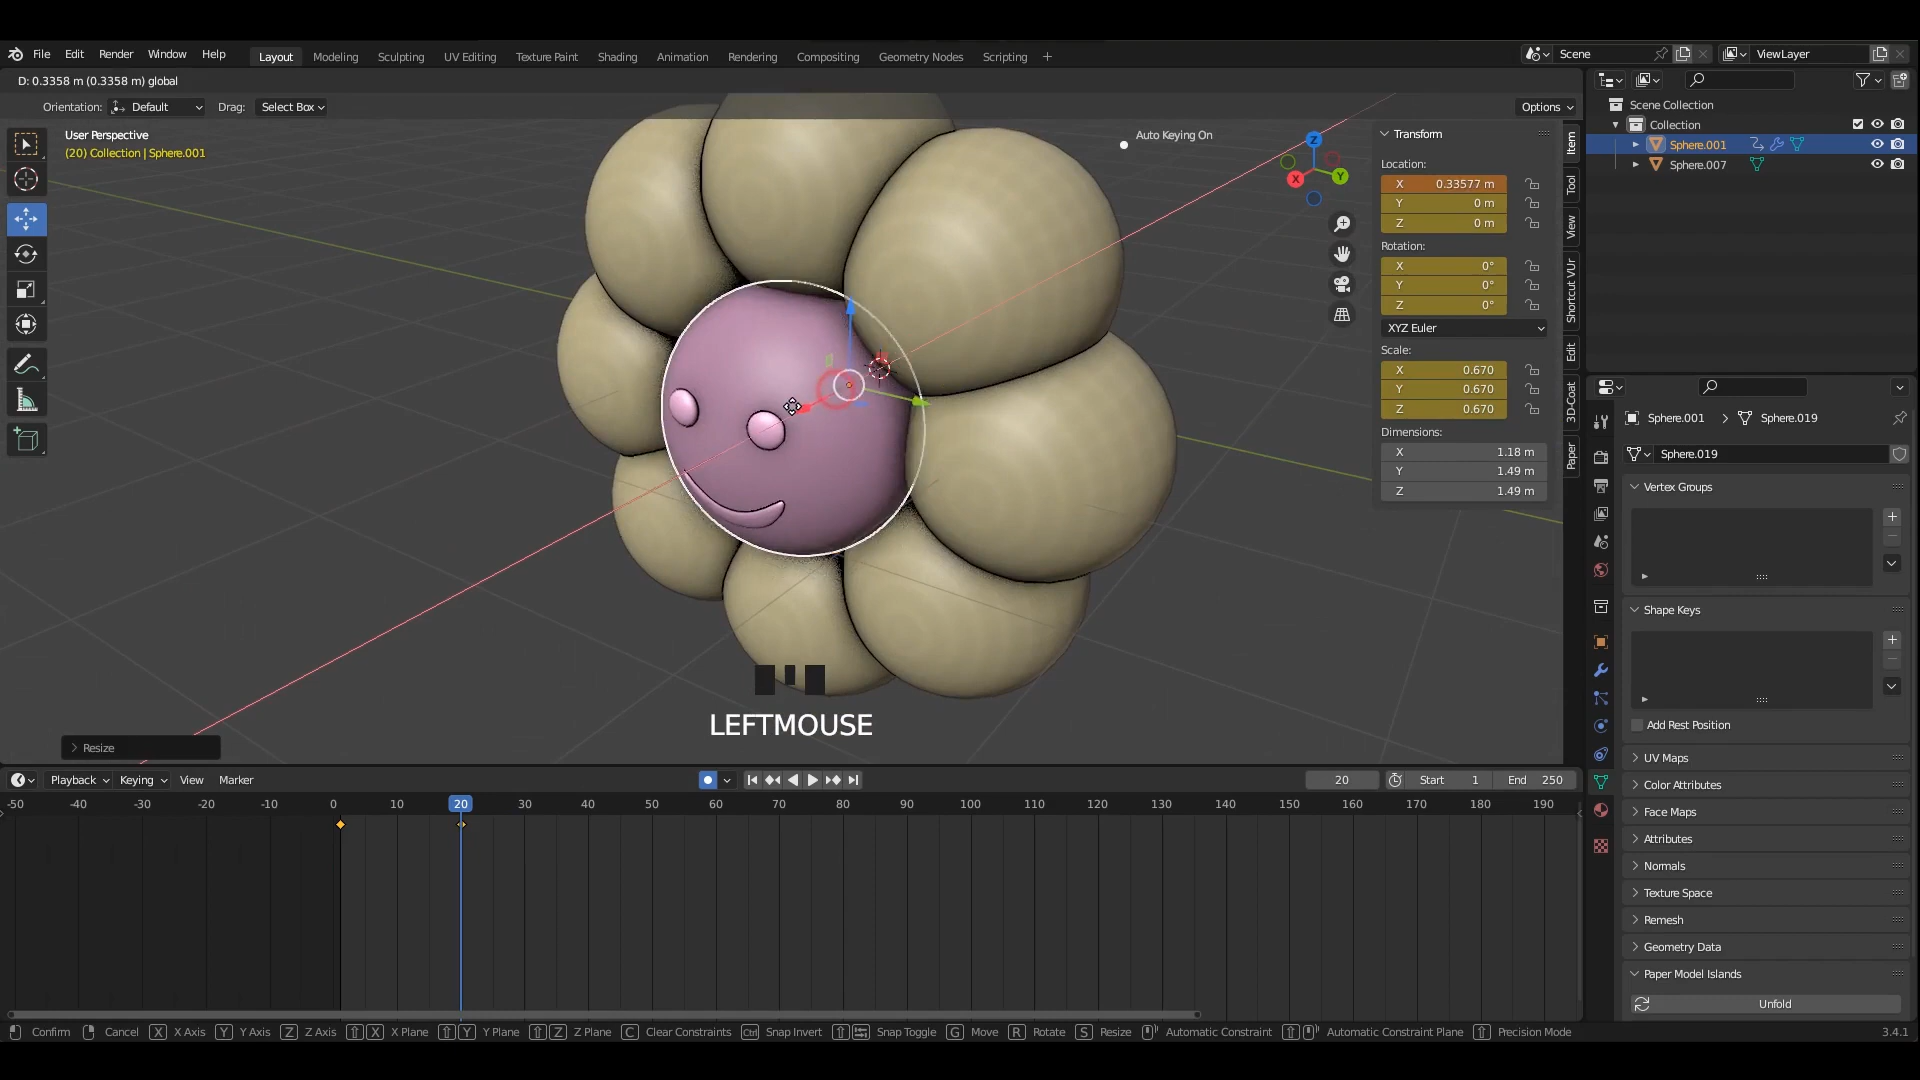 File Edit Render Window Help Layout Modeling Sculpting UV Editing Texture Paint Shading Animation Rendering Compositing Geometry Nodes Scripting + Scene ViewLayer
D: 0.3358 m (0.3358 m) global
Orientation: Default Drag: Select Box Options
User Perspective
(20) Collection | Sphere.001
Auto Keying On
Z
Y
X
Transform
Location:
X 0.33577 m
Y 0 m
Z 0 m
Rotation:
X 0°
Y 0°
Z 0°
XYZ Euler
Scale:
X 0.670
Y 0.670
Z 0.670
Dimensions:
X 1.18 m
Y 1.49 m
Z 1.49 m
Item
Tool
View
Shortcut VUr
Edit
3D-Coat
Paper
Scene Collection
Collection
Sphere.001
Sphere.007
Sphere.001 > Sphere.019
Sphere.019
Vertex Groups
Shape Keys
Add Rest Position
UV Maps
Color Attributes
Face Maps
Attributes
Normals
Texture Space
Remesh
Geometry Data
Paper Model Islands
Unfold
LEFTMOUSE
Resize
Playback Keying View Marker 20 Start 1 End 250
-50 -40 -30 -20 -10 0 10 20 30 40 50 60 70 80 90 100 110 120 130 140 150 160 170 180 190
Confirm Cancel X X Axis Y Y Axis Z Z Axis X X Plane Y Y Plane Z Z Plane C Clear Constraints Ctrl Snap Invert Snap Toggle G Move R Rotate S Resize Automatic Constraint Automatic Constraint Plane Precision Mode 3.4.1